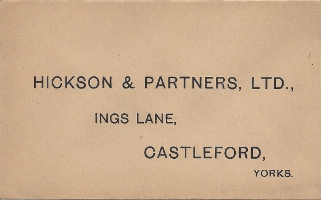 HICKSON & PARTNERS, LTD.,
INGS LANE,
CASTLEFORD,
YORKS.